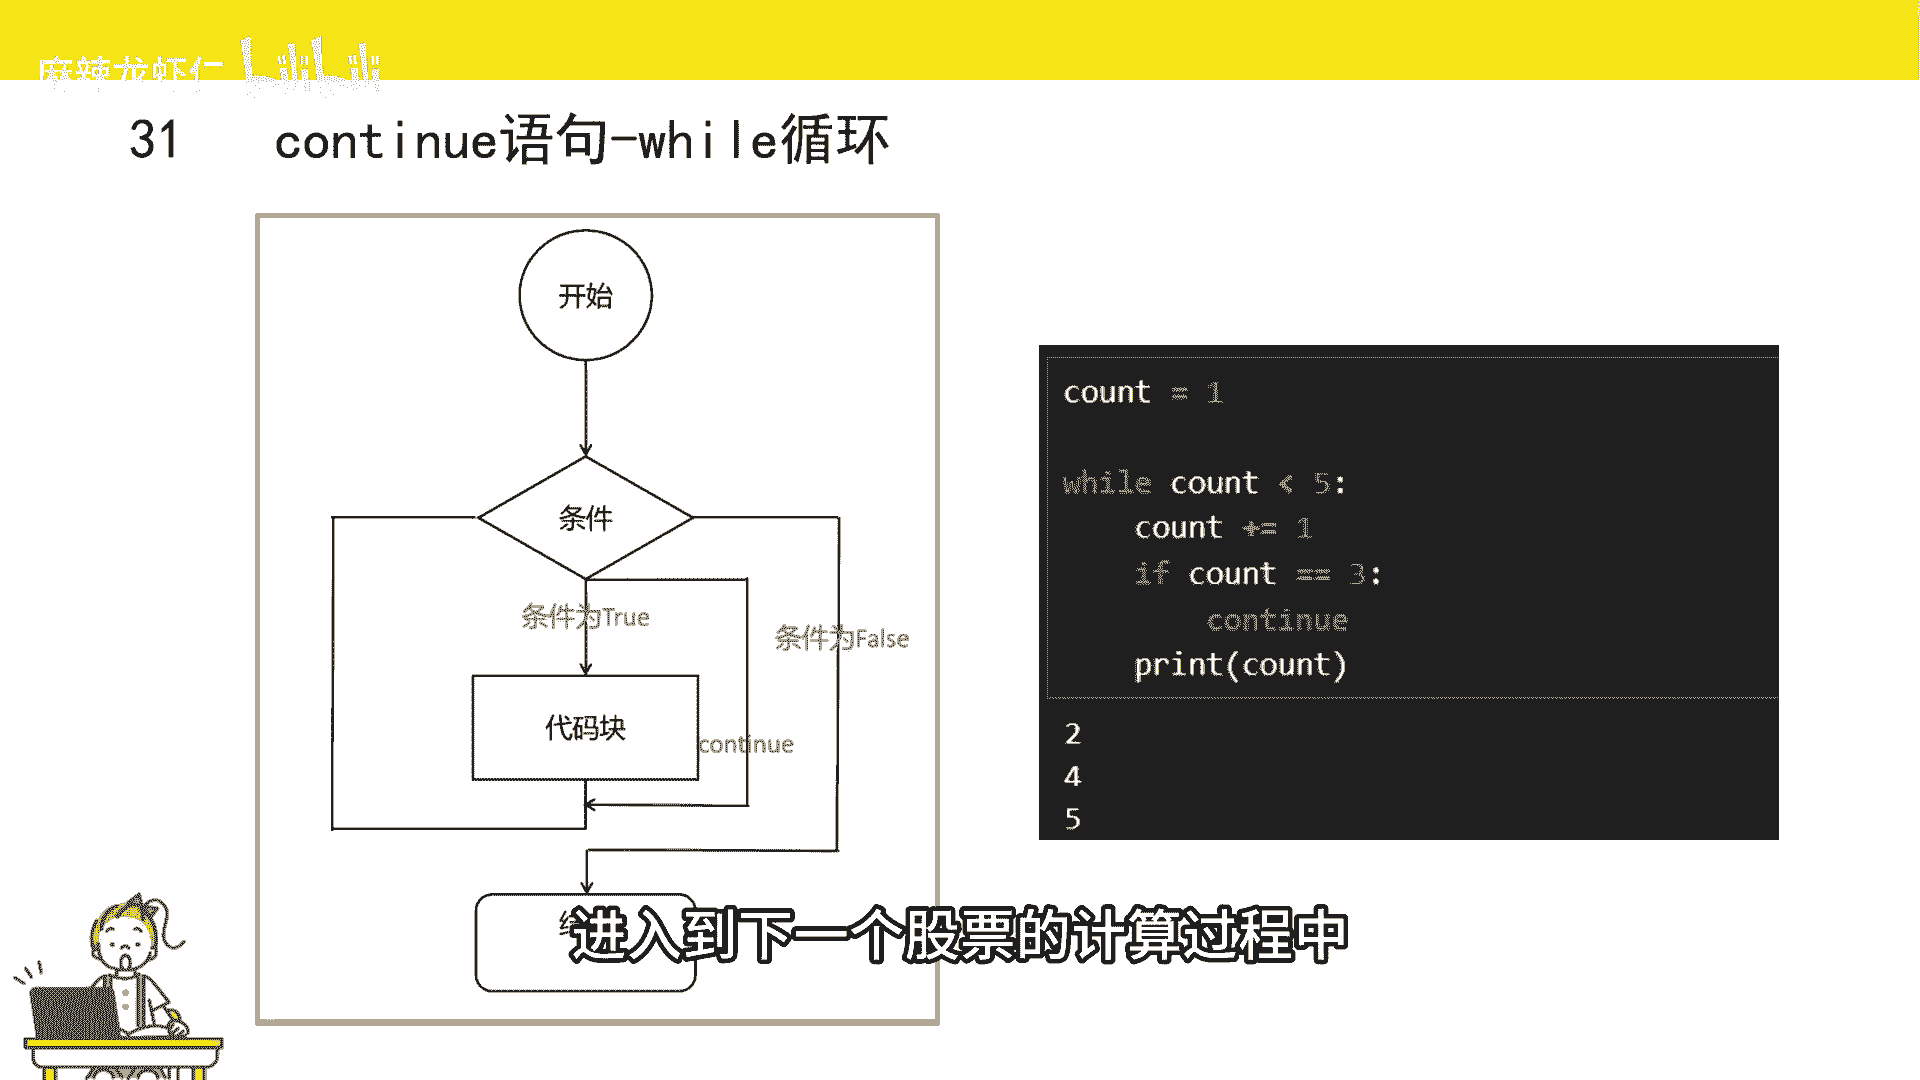 麻辣龙虾仁 bilibili
31 continue语句-while循环
开始
条件
条件为True
条件为False
代码块
continue
count = 1
while count < 5:
count += 1
if count == 3:
continue
print(count)
2
4
5
进入到下一个股票的计算过程中